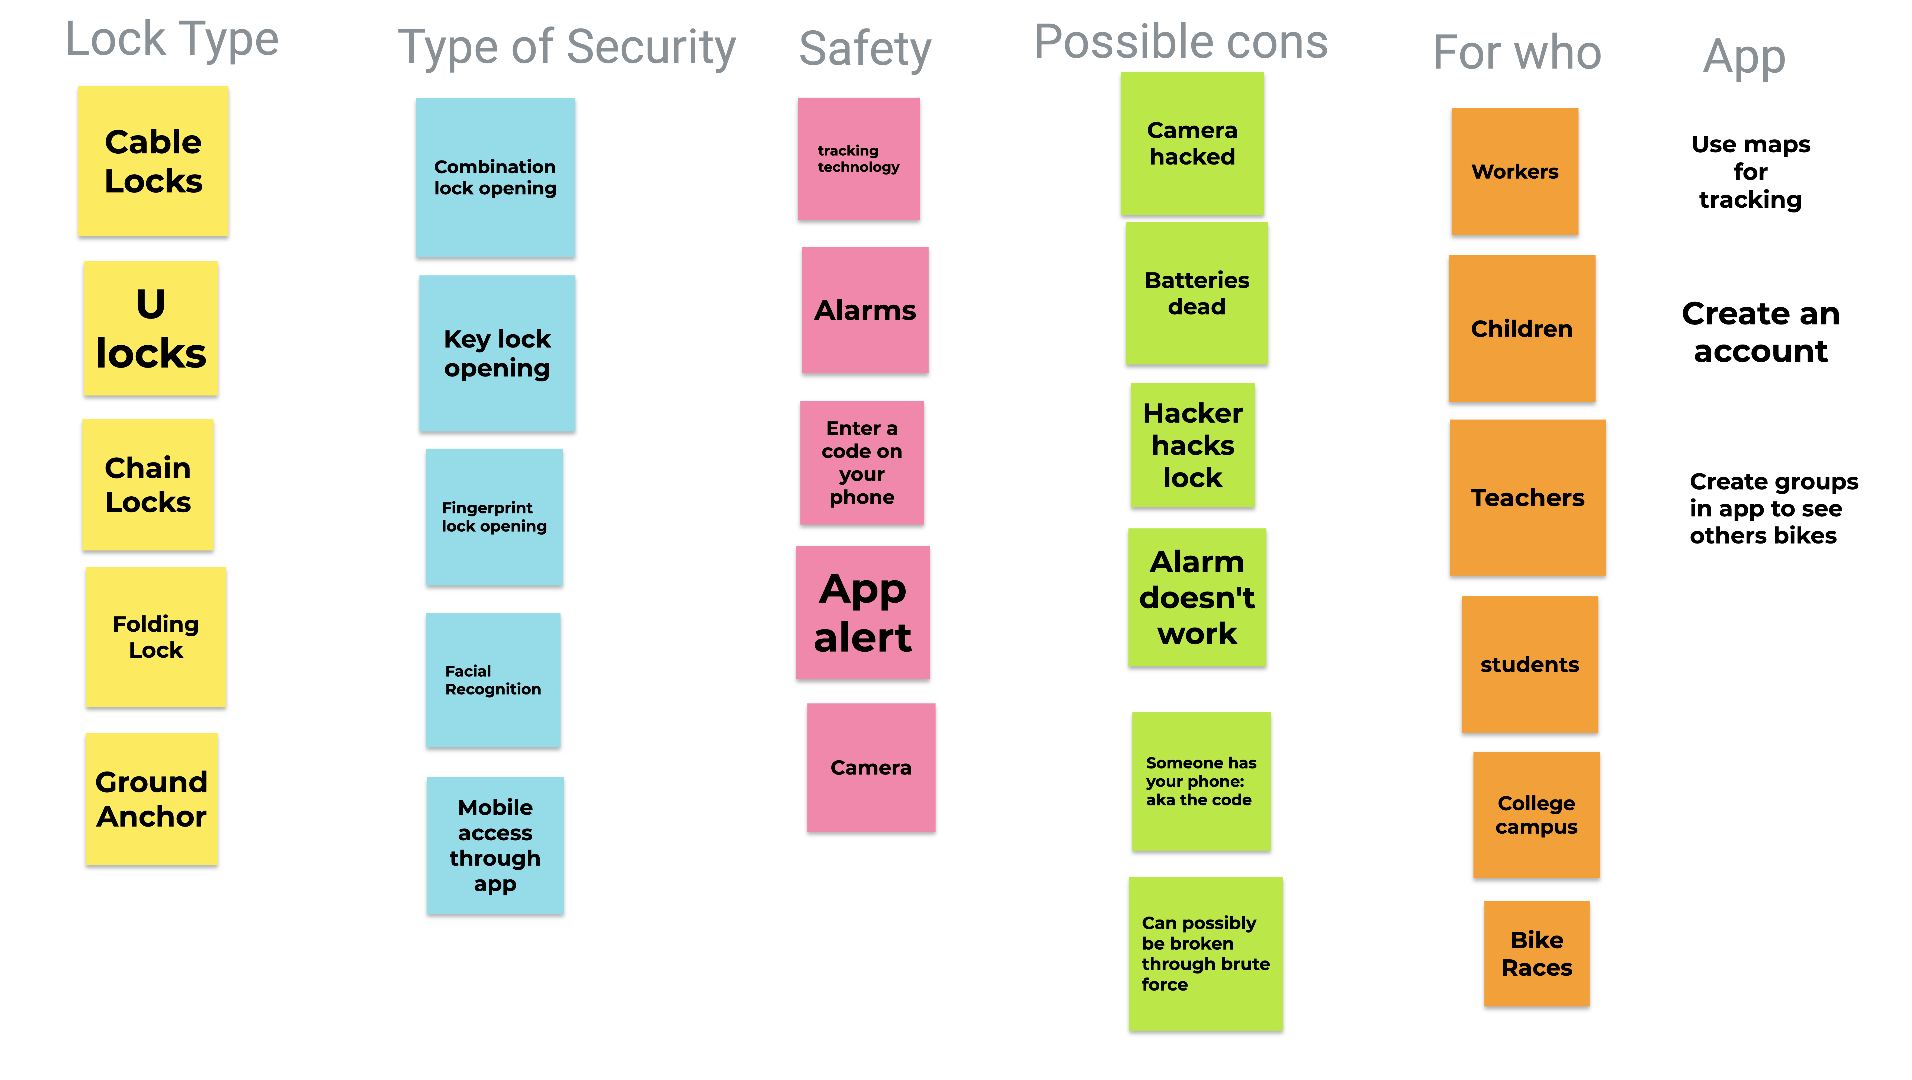 Lock Type
Cable
Locks
U
locks
Chain
Locks
Folding
Lock
Ground
Anchor
Type of Security
Combination
lock opening
Key lock
opening
Fingerprint
lock opening
Facial
Recognition
Mobile
access
through
app
Safety
tracking
technology
Alarms
Enter a
code on
your
phone
App
alert
Camera
Possible cons
Camera
hacked
Batteries
dead
Hacker
hacks
lock
Alarm
doesn't
work
Someone has
your phone:
aka the code
Can possibly
be broken
through brute
force
For who
Workers
Children
Teachers
students
College
campus
Bike
Races
App
Use maps
for
tracking
Create an
account
Create groups
in app to see
others bikes